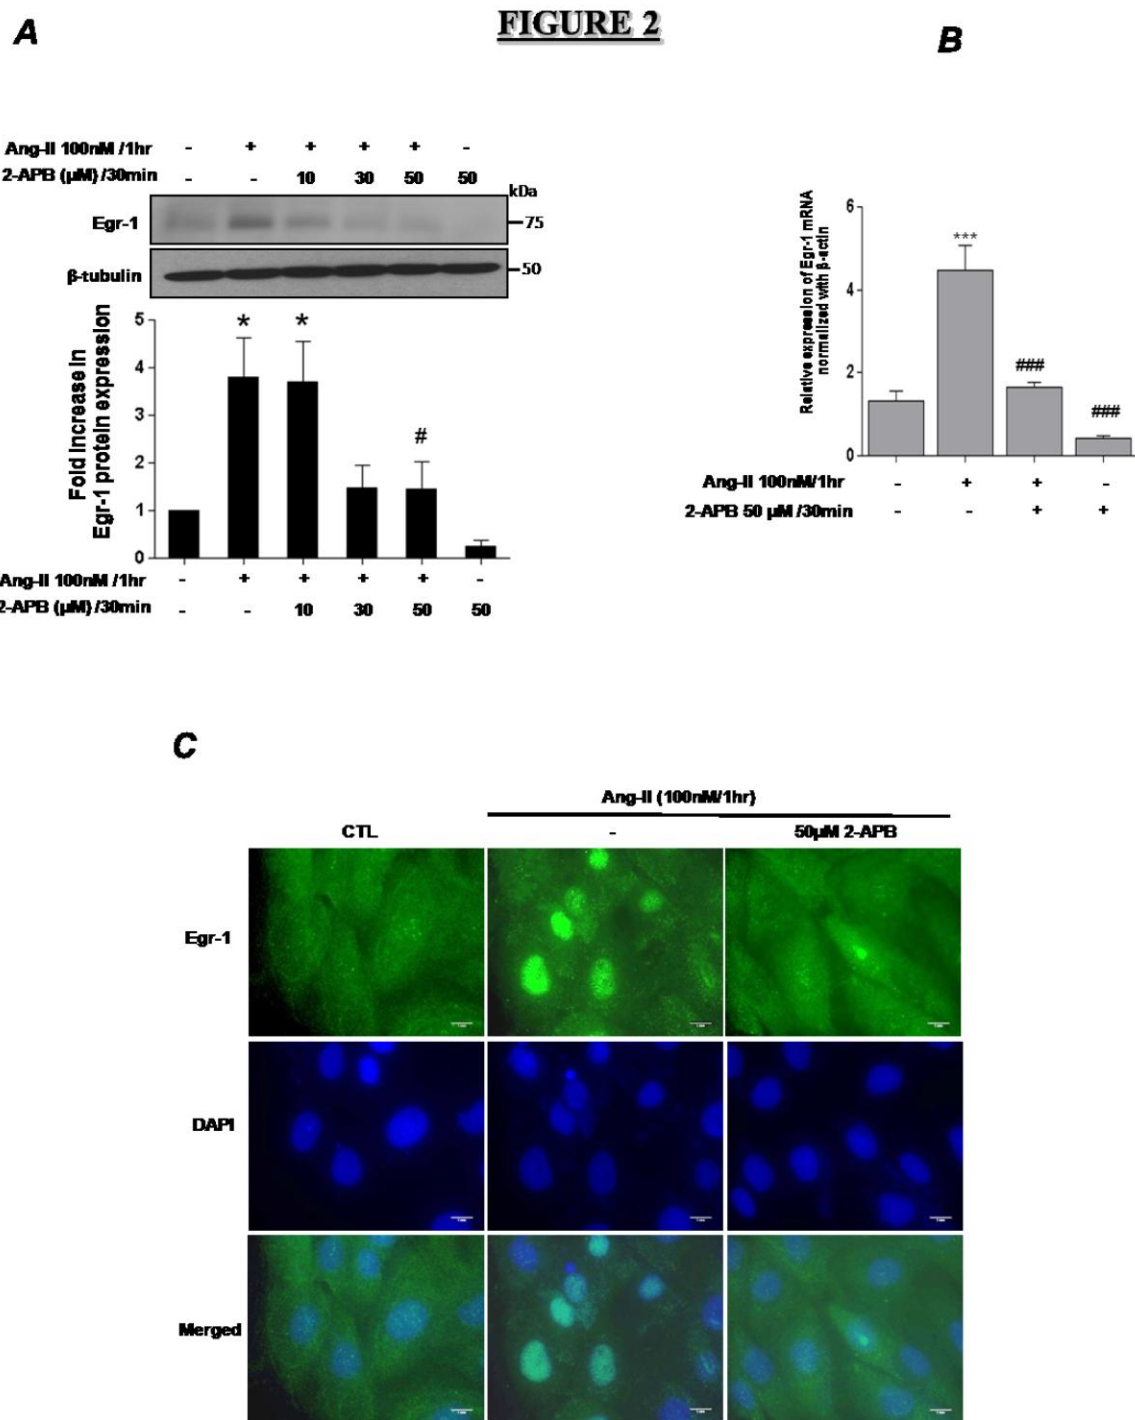 FIGURE 2
A
B
Ang-II 100nM /1hr - + + + + -
2-APB (µM) /30min - - 10 30 50 50
kDa
Egr-1
75
β-tubulin
50
Fold increase in
Egr-1 protein expression
5
4
3
2
1
0
* * #
Ang-II 100nM /1hr - + + + + -
2-APB (µM) /30min - - 10 30 50 50
Relative expression of Egr-1 mRNA
normalized with β-actin
6
4
2
0
*** ### ###
Ang-II 100nM/1hr - + + -
2-APB 50 µM /30min - - + +
C
Ang-II (100nM/1hr)
CTL - 50µM 2-APB
Egr-1
DAPI
Merged